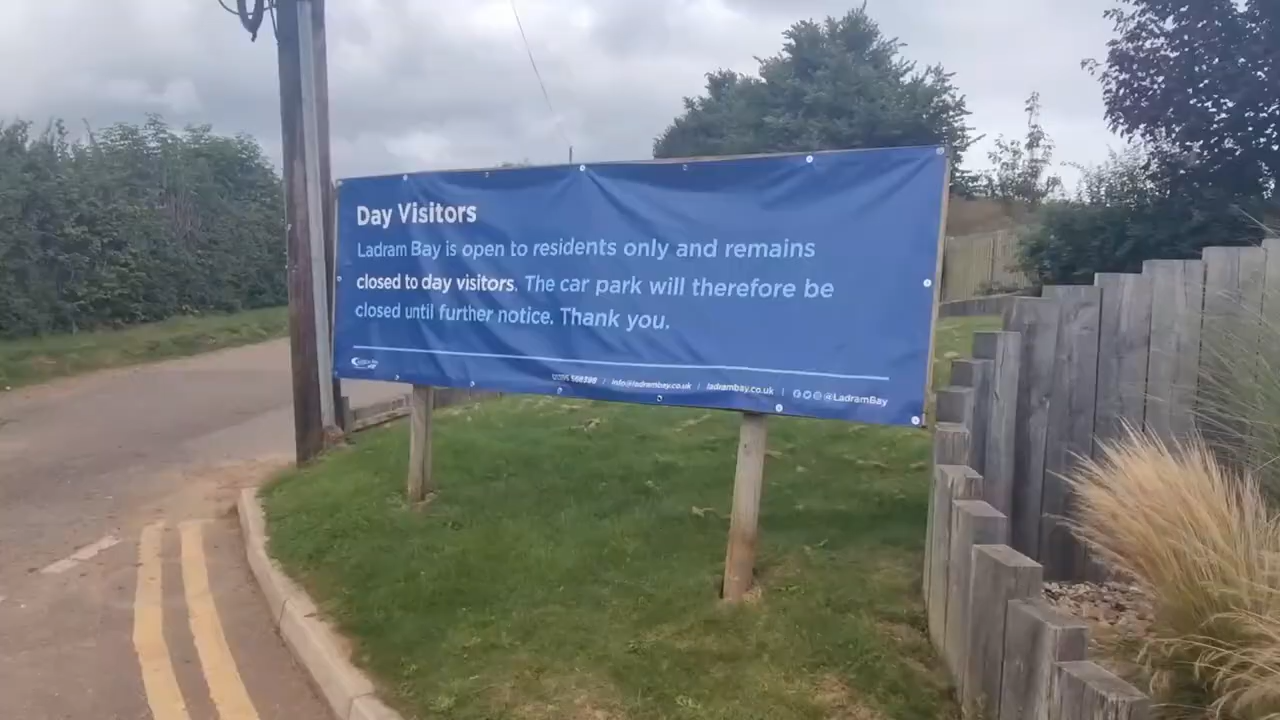 Day Visitors
Ladram Bay is open to residents only and remains
closed to day visitors. The car park will therefore be
closed until further notice. Thank you.
info@ladrambay.co.uk / ladrambay.co.uk | @LadramBay